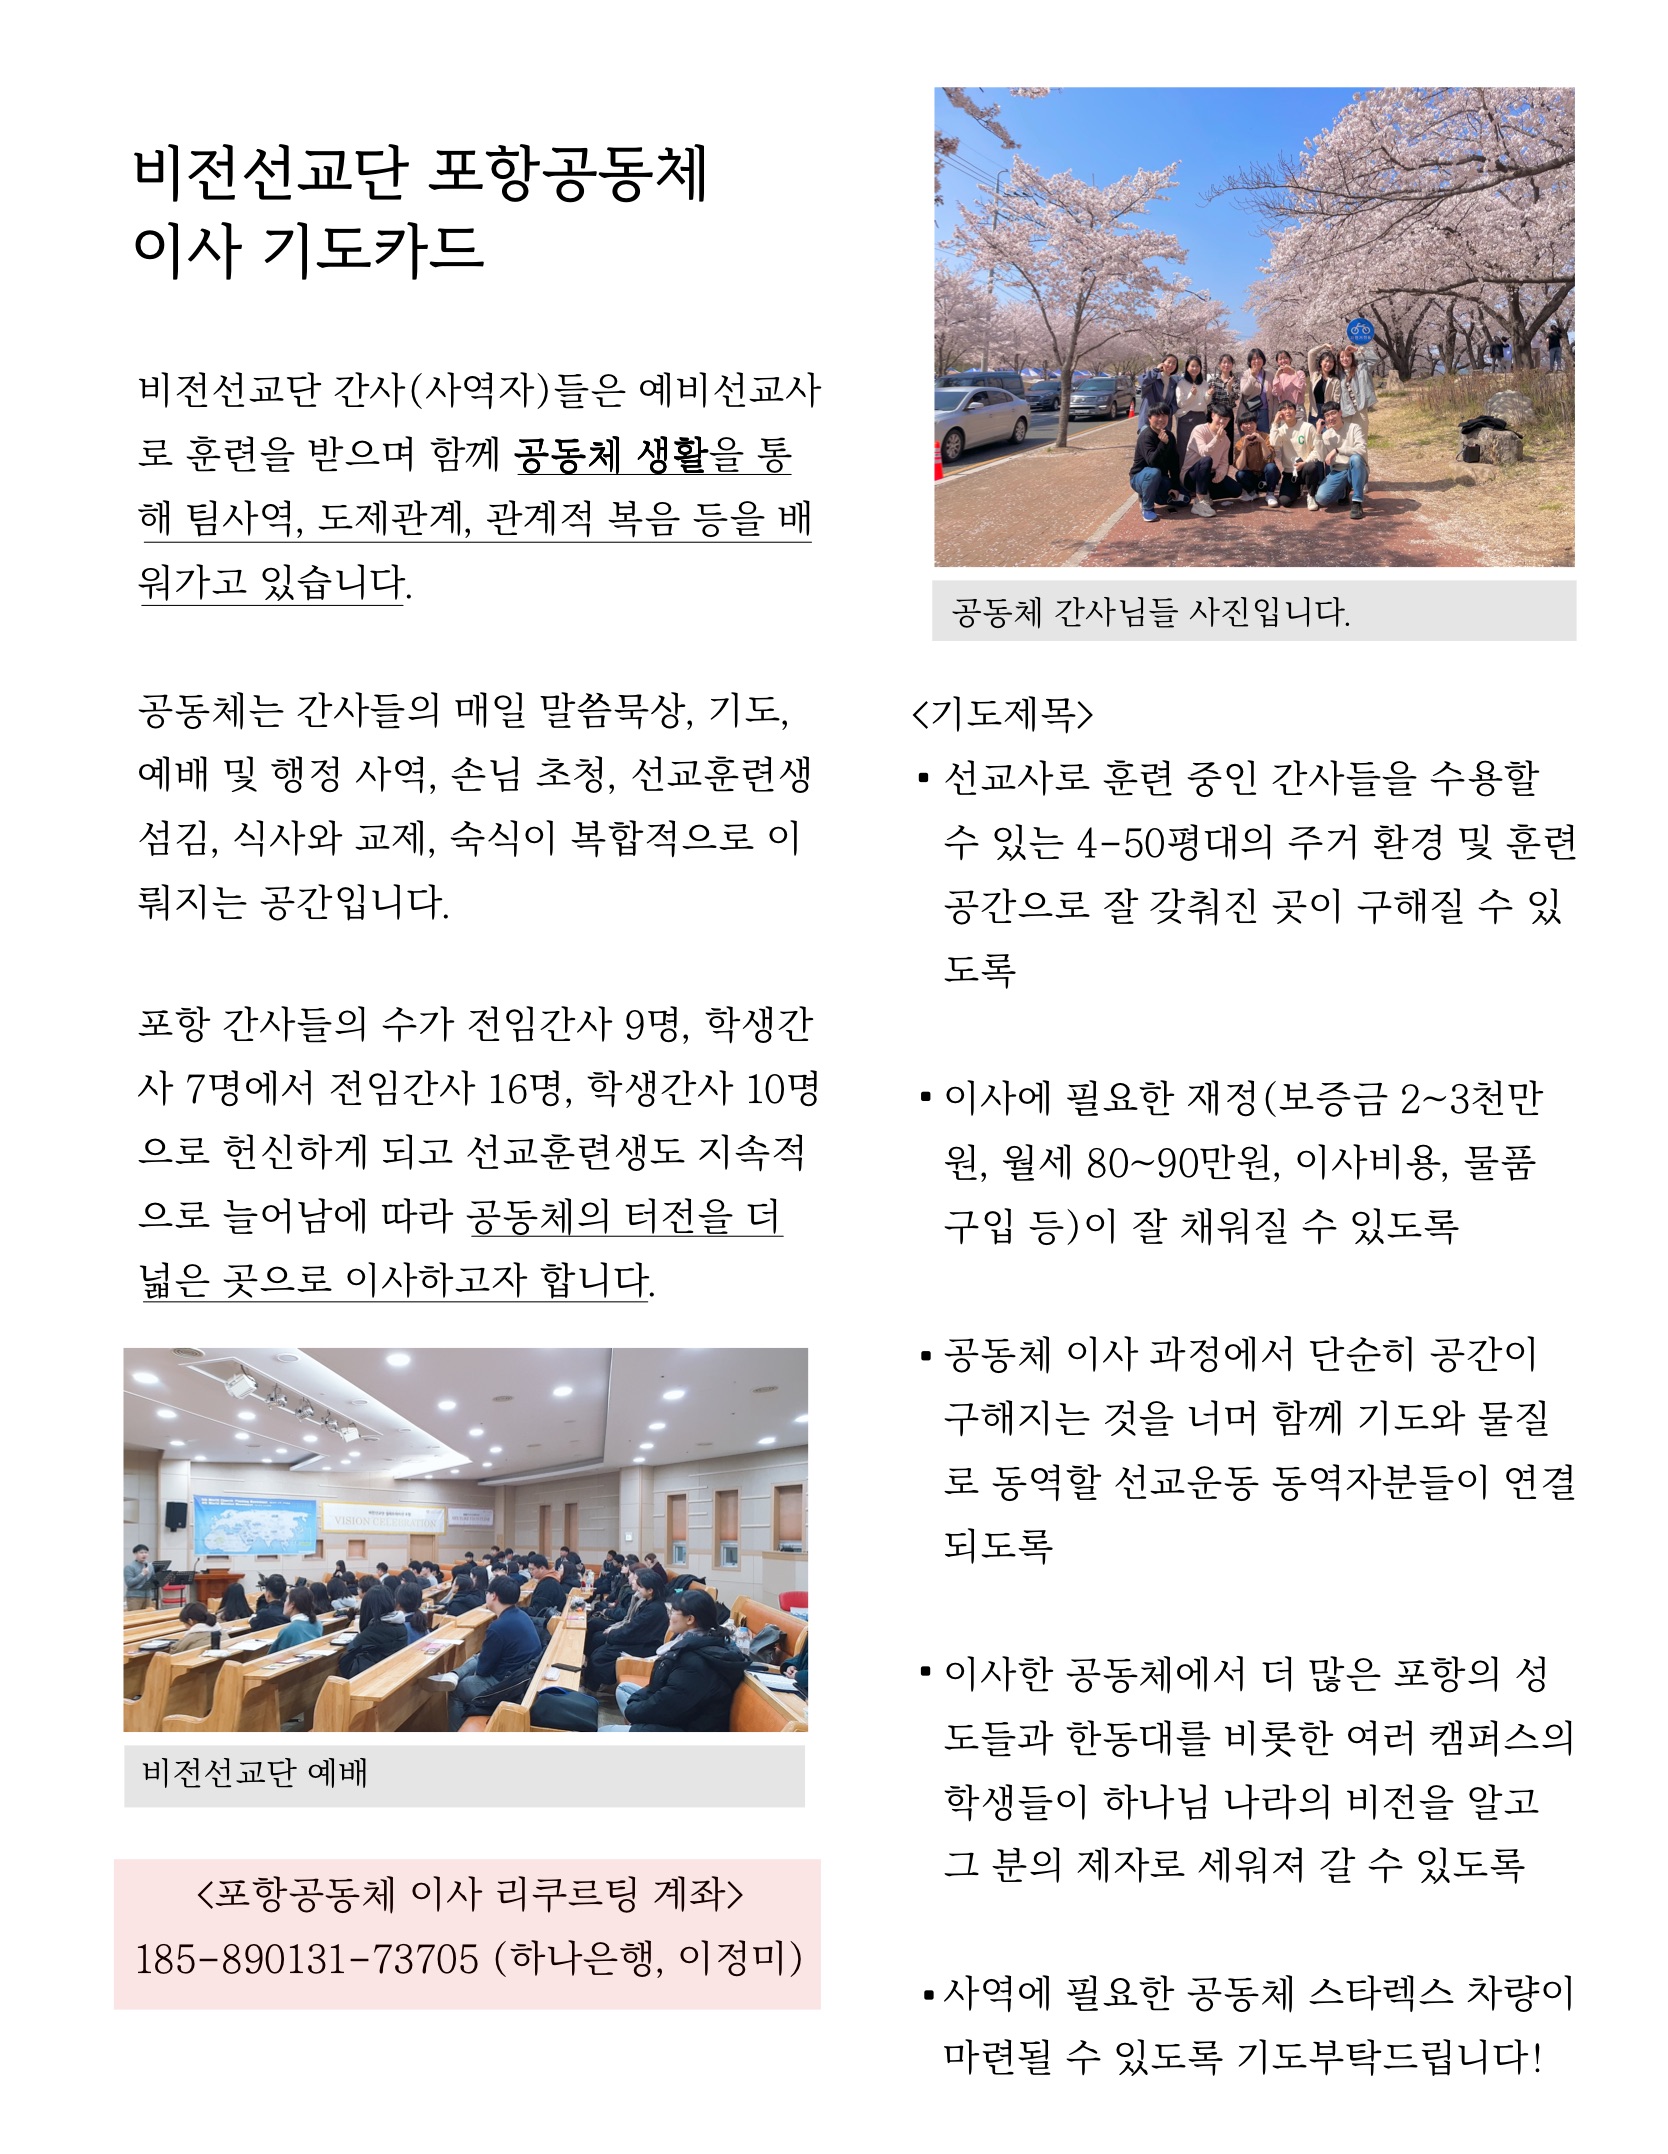 비전선교단 포항공동체
이사 기도카드
비전선교단 간사(사역자)들은 예비선교사
로 훈련을 받으며 함께 공동체 생활을 통
해 팀사역, 도제관계, 관계적 복음 등을 배
워가고 있습니다.
공동체는 간사들의 매일 말씀묵상, 기도,
예배 및 행정 사역, 손님 초청, 선교훈련생
섬김, 식사와 교제, 숙식이 복합적으로 이
뤄지는 공간입니다.
포항 간사들의 수가 전임간사 9명, 학생간
사 7명에서 전임간사 16명, 학생간사 10명
으로 헌신하게 되고 선교훈련생도 지속적
으로 늘어남에 따라 공동체의 터전을 더
넓은 곳으로 이사하고자 합니다.
VISION CELEBRATION
비전선교단 예배
<포항공동체 이사 리쿠르팅 계좌>
185-890131-73705 (하나은행, 이정미)
공동체 간사님들 사진입니다.
<기도제목>
▪ 선교사로 훈련 중인 간사들을 수용할
수 있는 4-50평대의 주거 환경 및 훈련
공간으로 잘 갖춰진 곳이 구해질 수 있
도록
▪ 이사에 필요한 재정(보증금 2~3천만
원, 월세 80~90만원, 이사비용, 물품
구입 등)이 잘 채워질 수 있도록
▪ 공동체 이사 과정에서 단순히 공간이
구해지는 것을 너머 함께 기도와 물질
로 동역할 선교운동 동역자분들이 연결
되도록
▪ 이사한 공동체에서 더 많은 포항의 성
도들과 한동대를 비롯한 여러 캠퍼스의
학생들이 하나님 나라의 비전을 알고
그 분의 제자로 세워져 갈 수 있도록
▪ 사역에 필요한 공동체 스타렉스 차량이
마련될 수 있도록 기도부탁드립니다!